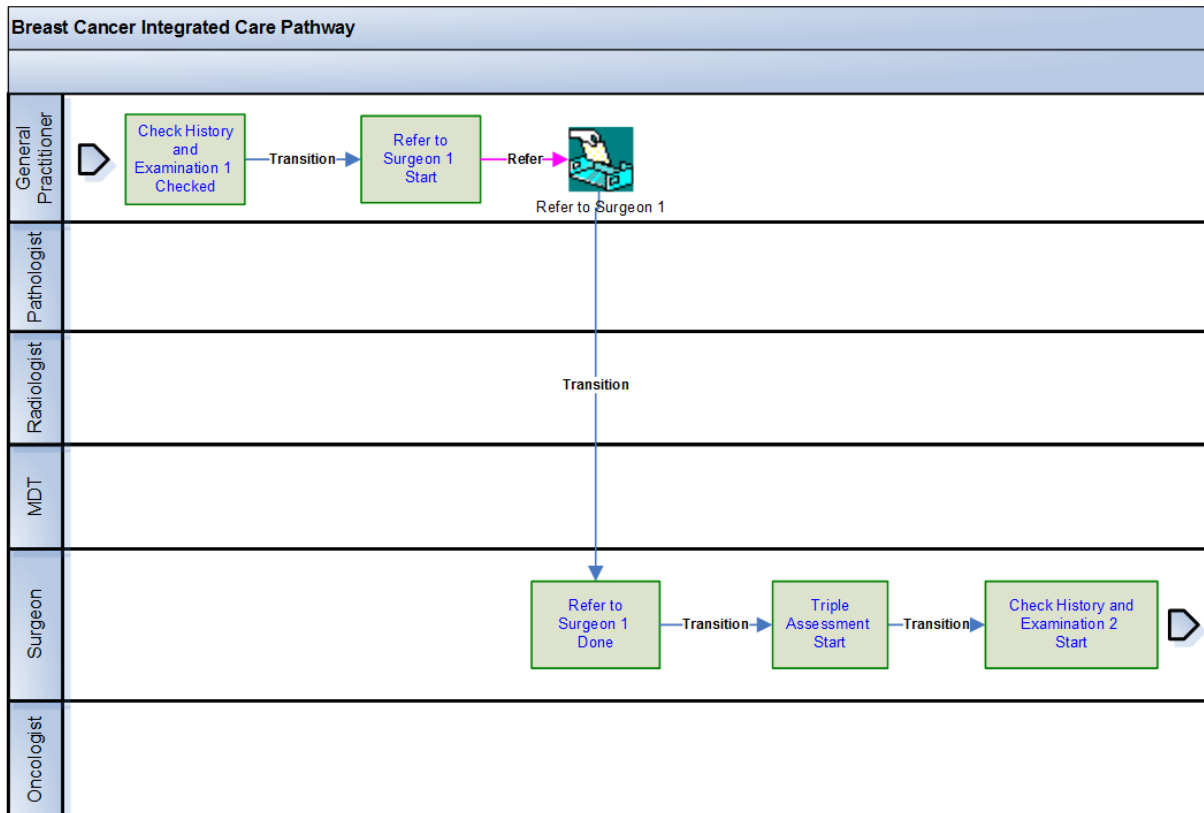 Breast Cancer Integrated Care Pathway
General
Practitioner
Check History
and
Examination 1
Checked
Transition
Refer to
Surgeon 1
Start
Refer
Refer to Surgeon 1
Pathologist
Radiologist
Transition
MDT
Surgeon
Refer to
Surgeon 1
Done
Transition
Triple
Assessment
Start
Transition
Check History and
Examination 2
Start
Oncologist